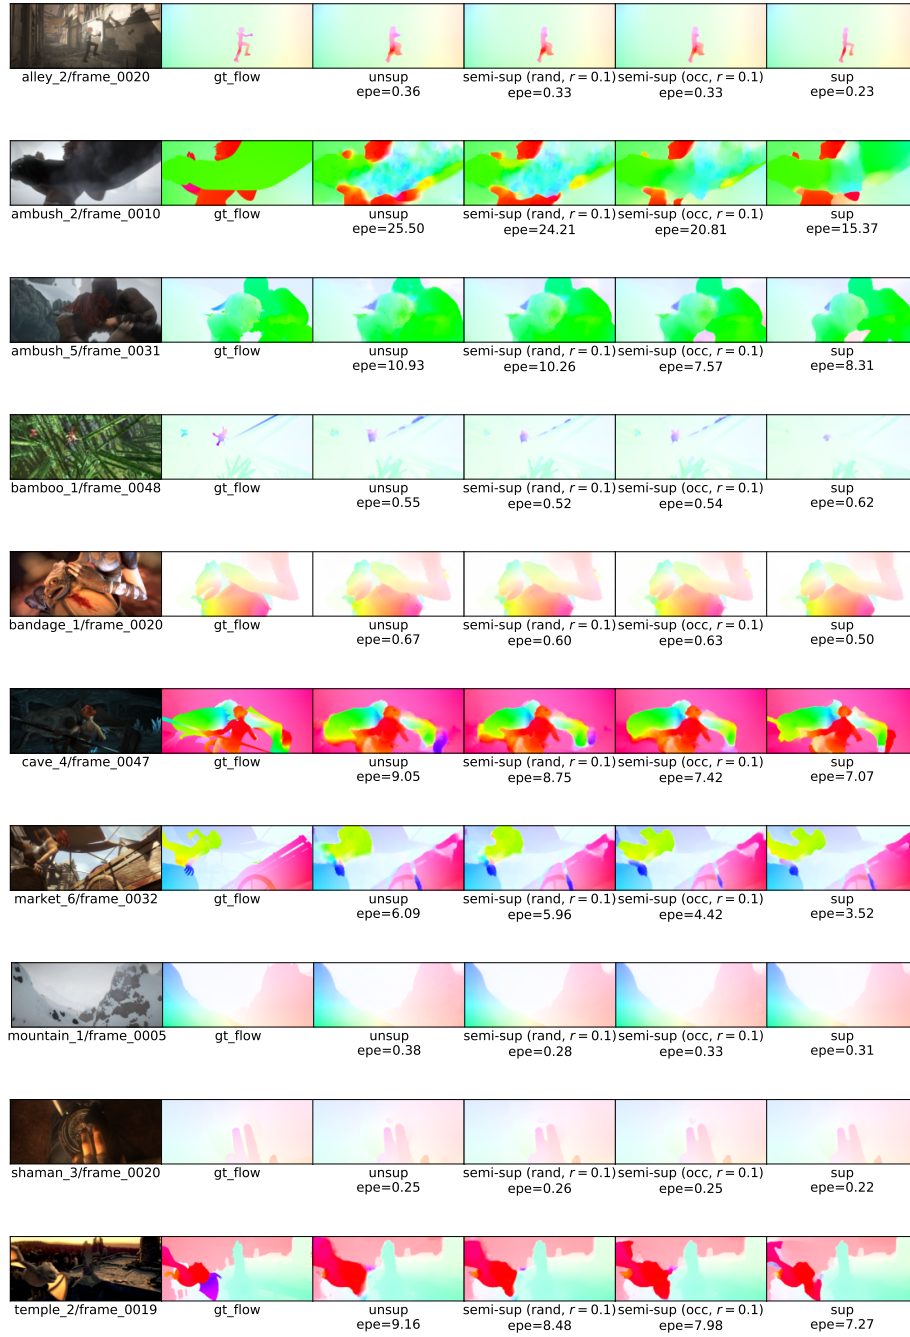 alley_2/frame_0020 gt_flow unsup semi-sup (rand, r = 0.1) semi-sup (occ, r = 0.1) sup
epe=0.36 epe=0.33 epe=0.33 epe=0.23
ambush_2/frame_0010 gt_flow unsup semi-sup (rand, r = 0.1) semi-sup (occ, r = 0.1) sup
epe=25.50 epe=24.21 epe=20.81 epe=15.37
ambush_5/frame_0031 gt_flow unsup semi-sup (rand, r = 0.1) semi-sup (occ, r = 0.1) sup
epe=10.93 epe=10.26 epe=7.57 epe=8.31
bamboo_1/frame_0048 gt_flow unsup semi-sup (rand, r = 0.1) semi-sup (occ, r = 0.1) sup
epe=0.55 epe=0.52 epe=0.54 epe=0.62
bandage_1/frame_0020 gt_flow unsup semi-sup (rand, r = 0.1) semi-sup (occ, r = 0.1) sup
epe=0.67 epe=0.60 epe=0.63 epe=0.50
cave_4/frame_0047 gt_flow unsup semi-sup (rand, r = 0.1) semi-sup (occ, r = 0.1) sup
epe=9.05 epe=8.75 epe=7.42 epe=7.07
market_6/frame_0032 gt_flow unsup semi-sup (rand, r = 0.1) semi-sup (occ, r = 0.1) sup
epe=6.09 epe=5.96 epe=4.42 epe=3.52
mountain_1/frame_0005 gt_flow unsup semi-sup (rand, r = 0.1) semi-sup (occ, r = 0.1) sup
epe=0.38 epe=0.28 epe=0.33 epe=0.31
shaman_3/frame_0020 gt_flow unsup semi-sup (rand, r = 0.1) semi-sup (occ, r = 0.1) sup
epe=0.25 epe=0.26 epe=0.25 epe=0.22
temple_2/frame_0019 gt_flow unsup semi-sup (rand, r = 0.1) semi-sup (occ, r = 0.1) sup
epe=9.16 epe=8.48 epe=7.98 epe=7.27